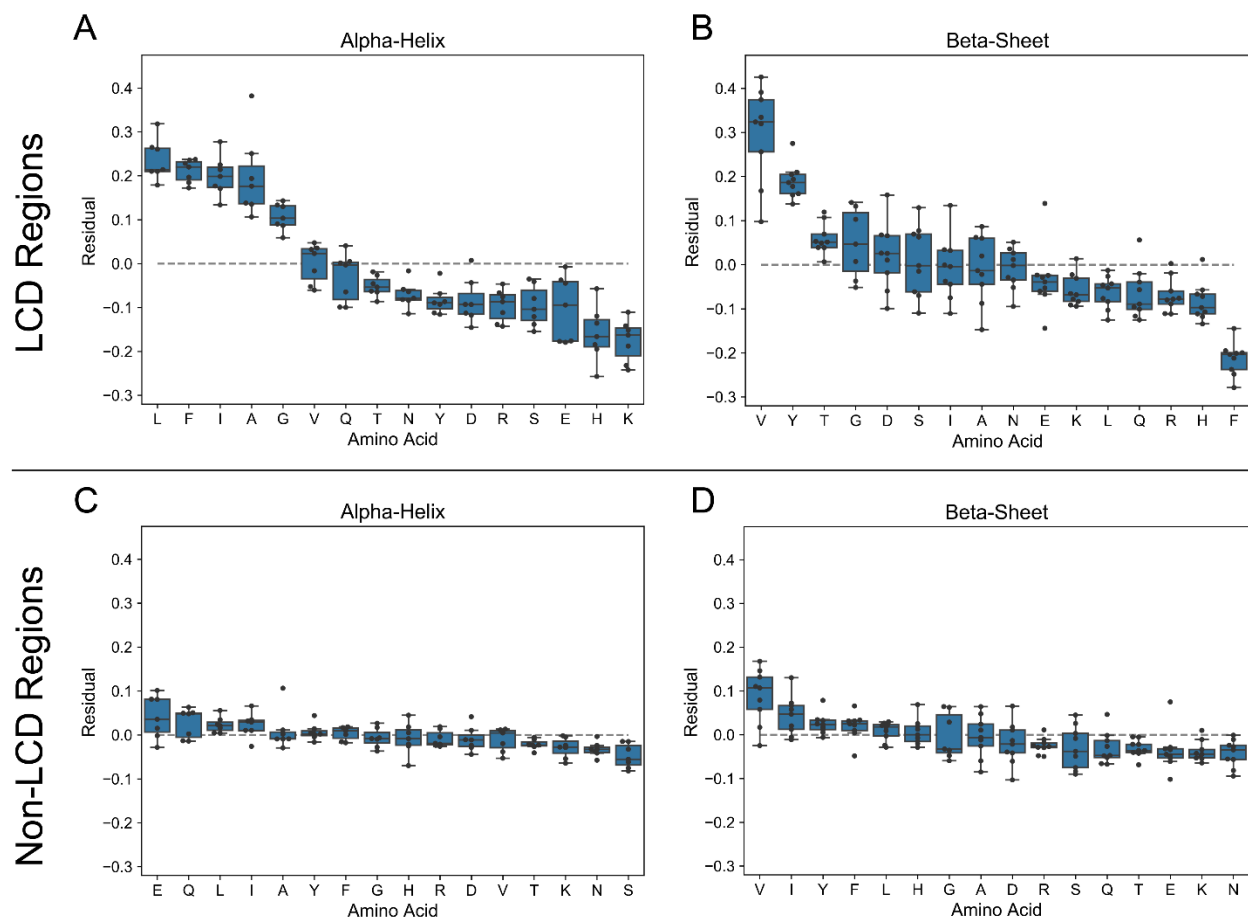 A
Alpha-Helix
B
Beta-Sheet
LCD Regions
Residual
0.4
0.3
0.2
0.1
0.0
−0.1
−0.2
−0.3
L F I A G V Q T N Y D R S E H K
Amino Acid
Residual
0.4
0.3
0.2
0.1
0.0
−0.1
−0.2
−0.3
V Y T G D S I A N E K L Q R H F
Amino Acid
C
Alpha-Helix
D
Beta-Sheet
Non-LCD Regions
Residual
0.4
0.3
0.2
0.1
0.0
−0.1
−0.2
−0.3
E Q L I A Y F G H R D V T K N S
Amino Acid
Residual
0.4
0.3
0.2
0.1
0.0
−0.1
−0.2
−0.3
V I Y F L H G A D R S Q T E K N
Amino Acid